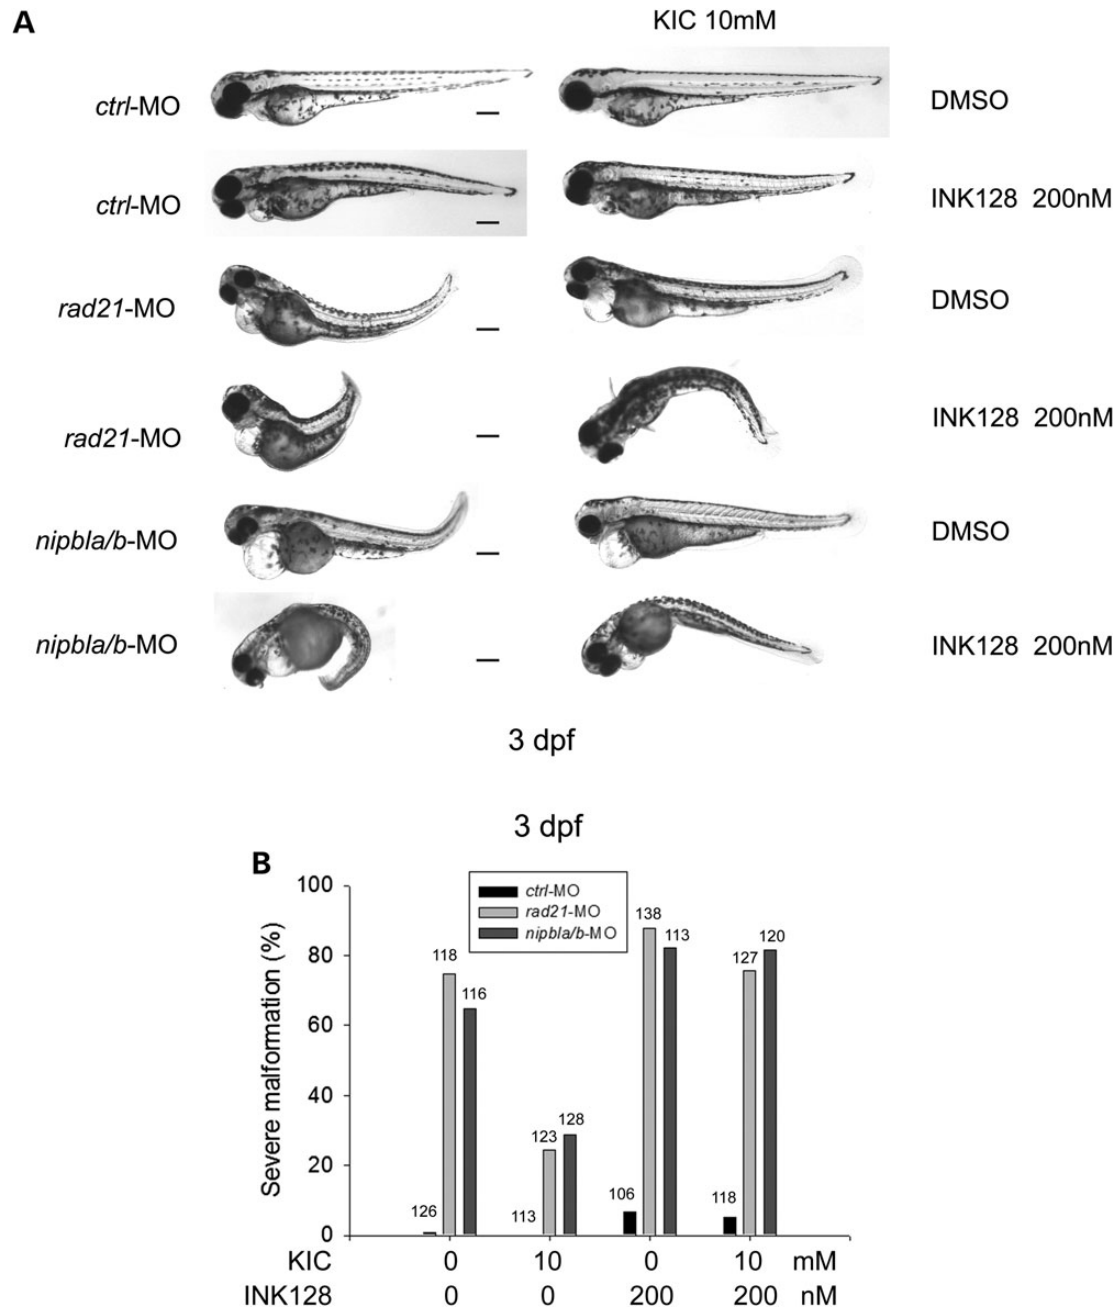 A
KIC 10mM
ctrl-MO
DMSO
ctrl-MO
INK128 200nM
rad21-MO
DMSO
rad21-MO
INK128 200nM
nipbla/b-MO
DMSO
nipbla/b-MO
INK128 200nM
3 dpf
3 dpf
B
ctrl-MO
rad21-MO
nipbla/b-MO
Severe malformation (%)
100
80
60
40
20
0
126
118
116
113
123
128
106
138
113
118
127
120
KIC 0 10 0 10 mM
INK128 0 0 200 200 nM